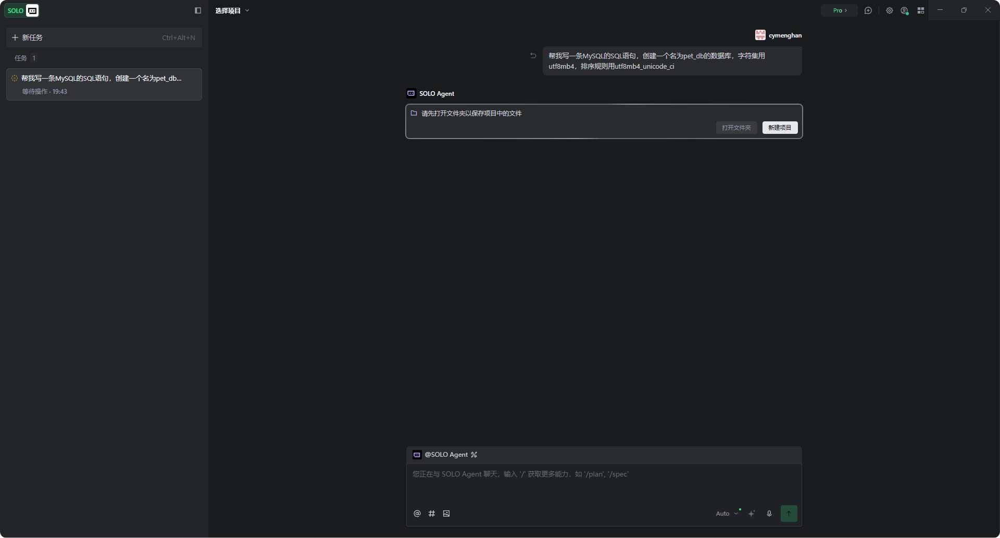 SOLO
选择项目
Pro
新任务 Ctrl+Alt+N
任务 1
帮我写一条MySQL的SQL语句，创建一个名为pet_db...
等待操作 · 19:43
cymenghan
帮我写一条MySQL的SQL语句，创建一个名为pet_db的数据库，字符集用
utf8mb4，排序规则用utf8mb4_unicode_ci
SOLO Agent
请先打开文件夹以保存项目中的文件
打开文件夹 新建项目
@SOLO Agent
您正在与 SOLO Agent 聊天，输入 '/' 获取更多能力，如 '/plan', '/spec'
Auto